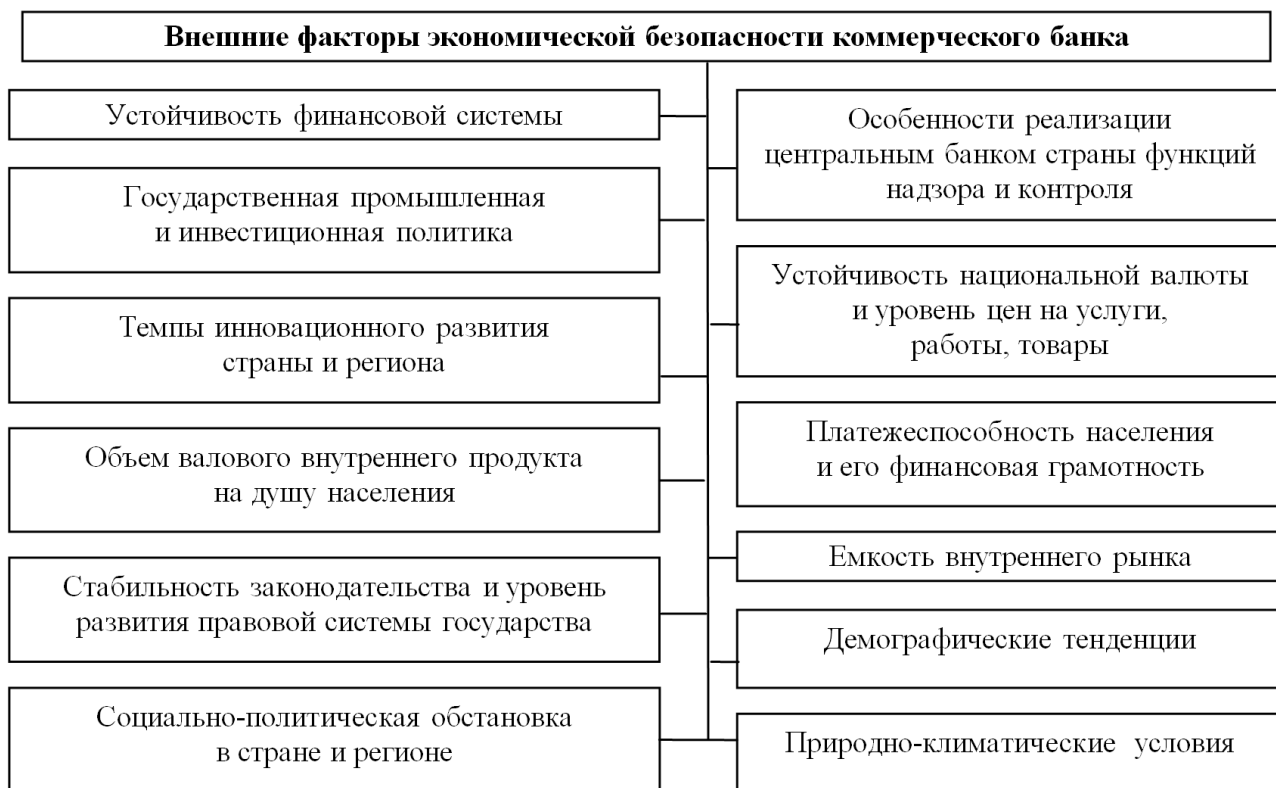 Внешние факторы экономической безопасности коммерческого банка
Устойчивость финансовой системы
Государственная промышленная
и инвестиционная политика
Темпы инновационного развития
страны и региона
Объем валового внутреннего продукта
на душу населения
Стабильность законодательства и уровень
развития правовой системы государства
Социально-политическая обстановка
в стране и регионе
Особенности реализации
центральным банком страны функций
надзора и контроля
Устойчивость национальной валюты
и уровень цен на услуги,
работы, товары
Платежеспособность населения
и его финансовая грамотность
Емкость внутреннего рынка
Демографические тенденции
Природно-климатические условия